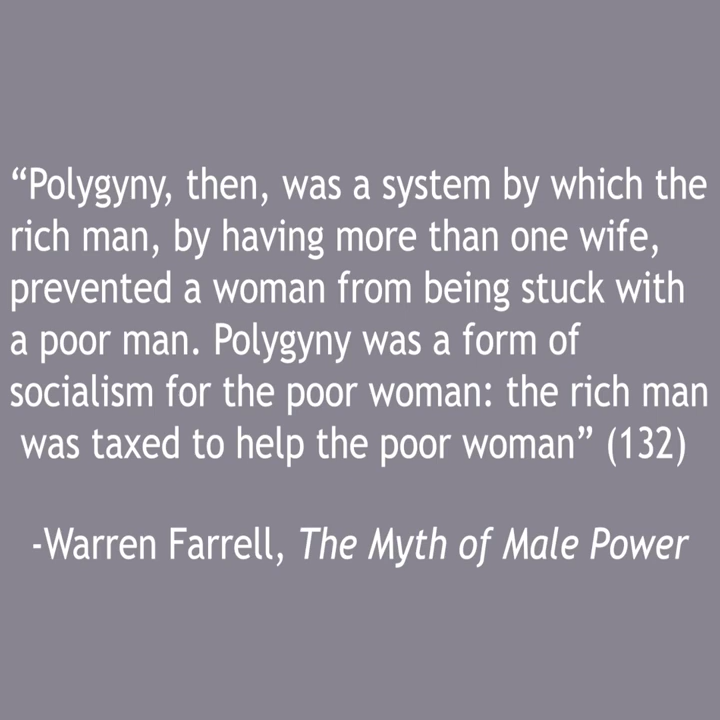 “Polygyny, then, was a system by which the
rich man, by having more than one wife,
prevented a woman from being stuck with
a poor man. Polygyny was a form of
socialism for the poor woman: the rich man
was taxed to help the poor woman” (132)
-Warren Farrell, The Myth of Male Power